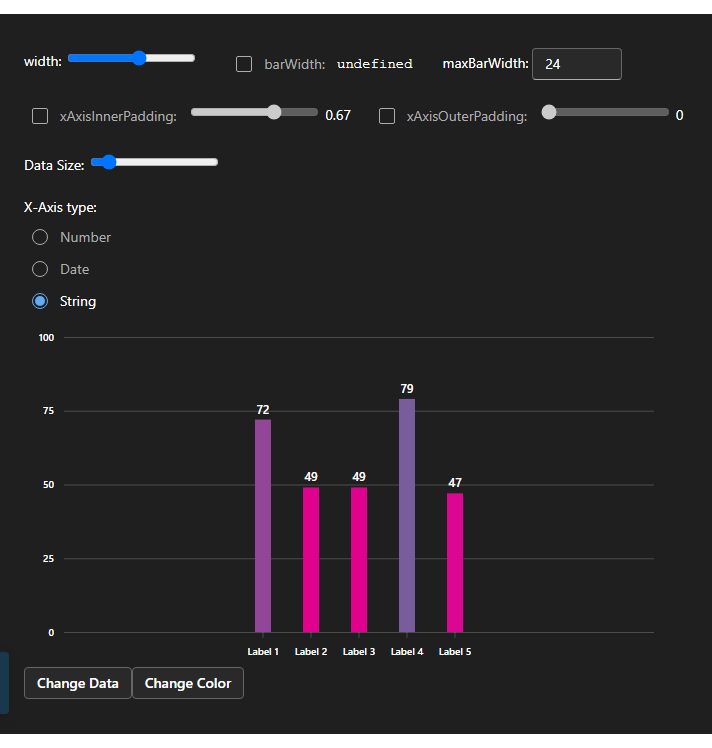 width: barWidth: undefined maxBarWidth: 24
xAxisInnerPadding: 0.67 xAxisOuterPadding: 0
Data Size:
X-Axis type:
Number
Date
String
100
79
75
72
50
49 49 47
25
0
Label 1 Label 2 Label 3 Label 4 Label 5
Change Data Change Color